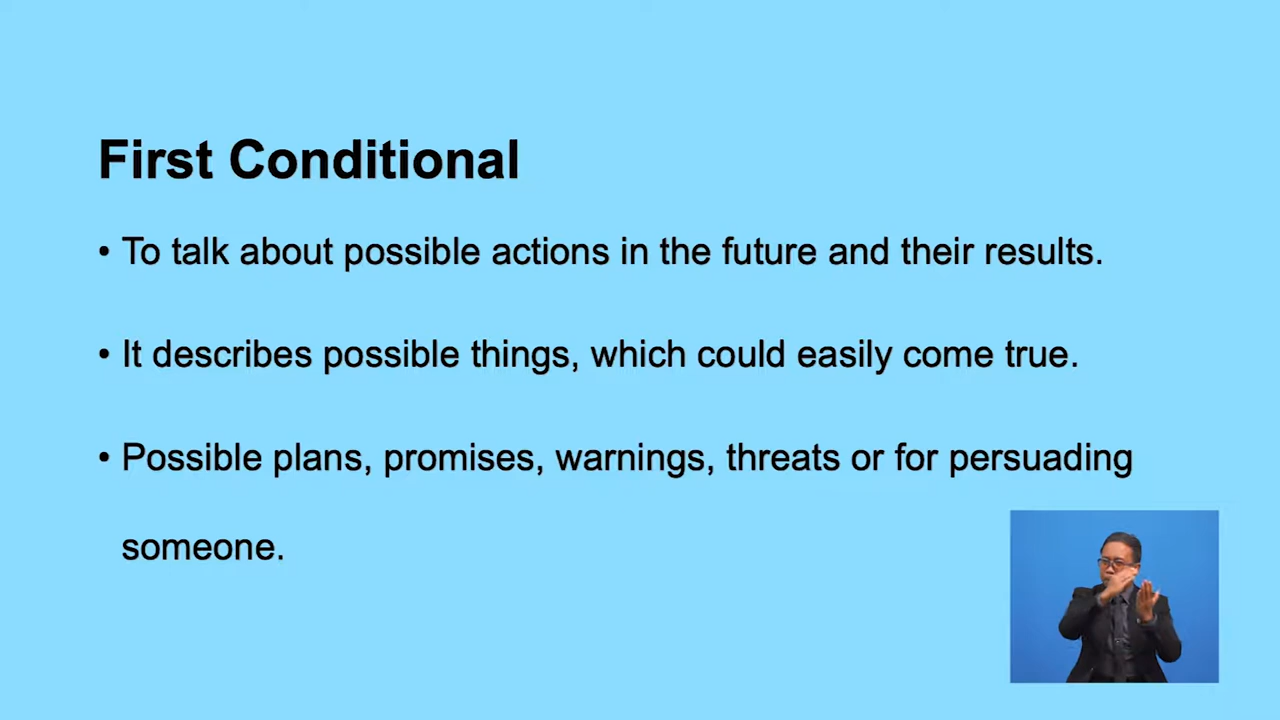 First Conditional
• To talk about possible actions in the future and their results.
• It describes possible things, which could easily come true.
• Possible plans, promises, warnings, threats or for persuading
someone.